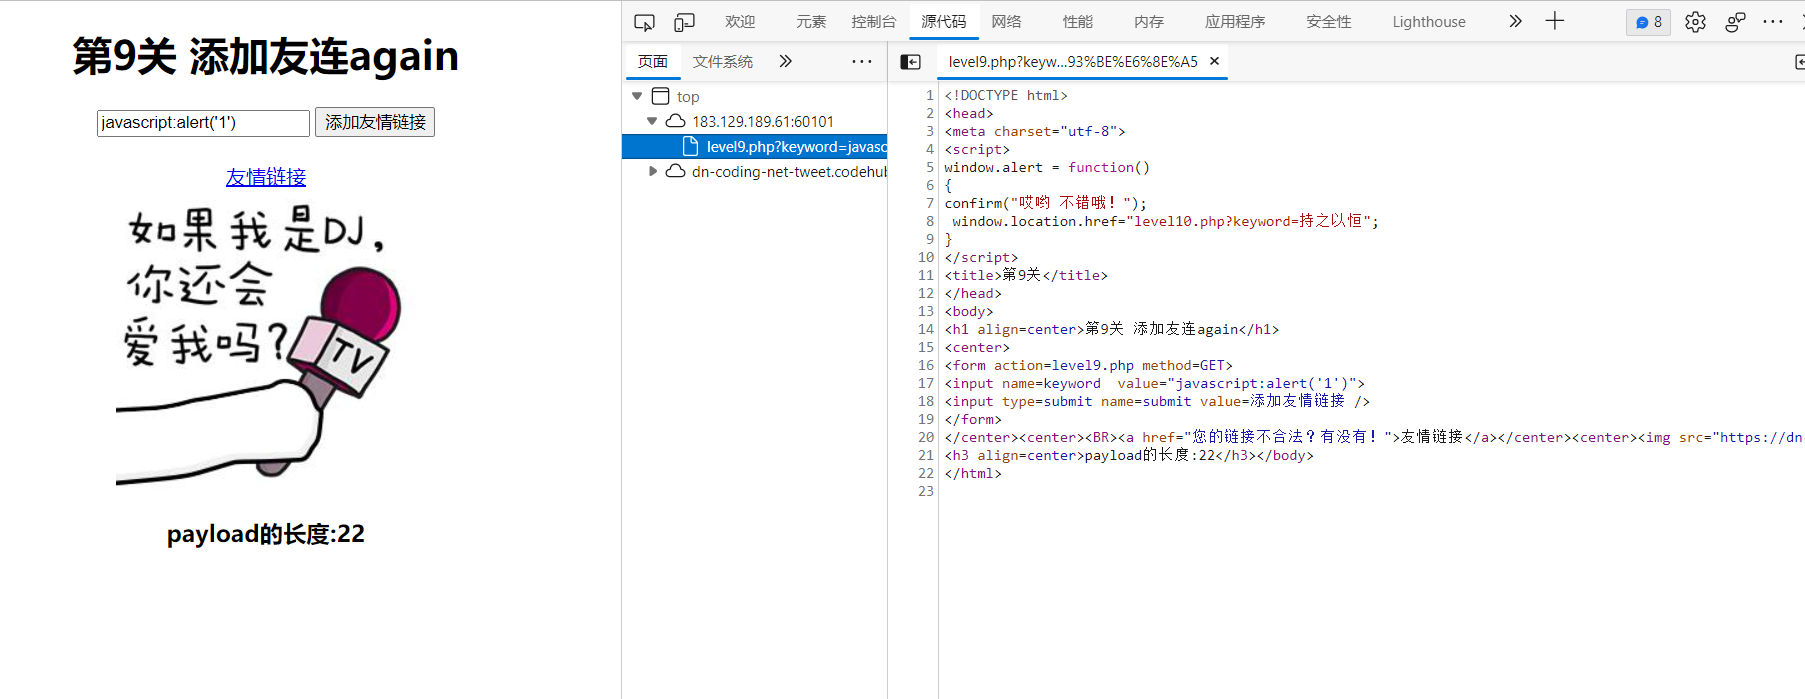 第9关 添加友连again
javascript:alert('1')
添加友情链接
友情链接
如果我是DJ,
你还会
爱我吗?
TV
payload的长度:22
欢迎 元素 控制台 源代码 网络 性能 内存 应用程序 安全性 Lighthouse 8
页面 文件系统
top
183.129.189.61:60101
level9.php?keyword=javasc
dn-coding-net-tweet.codehub
level9.php?keyw...93%BE%E6%8E%A5
1 <!DOCTYPE html>
2 <head>
3 <meta charset="utf-8">
4 <script>
5 window.alert = function()
6 {
7 confirm("哎哟 不错哦! ");
8  window.location.href="level10.php?keyword=持之以恒";
9 }
10 </script>
11 <title>第9关</title>
12 </head>
13 <body>
14 <h1 align=center>第9关 添加友连again</h1>
15 <center>
16 <form action=level9.php method=GET>
17 <input name=keyword  value="javascript:alert('1')">
18 <input type=submit name=submit value=添加友情链接 />
19 </form>
20 </center><center><BR><a href="您的链接不合法？有没有! ">友情链接</a></center><center><img src="https://dn
21 <h3 align=center>payload的长度:22</h3></body>
22 </html>
23